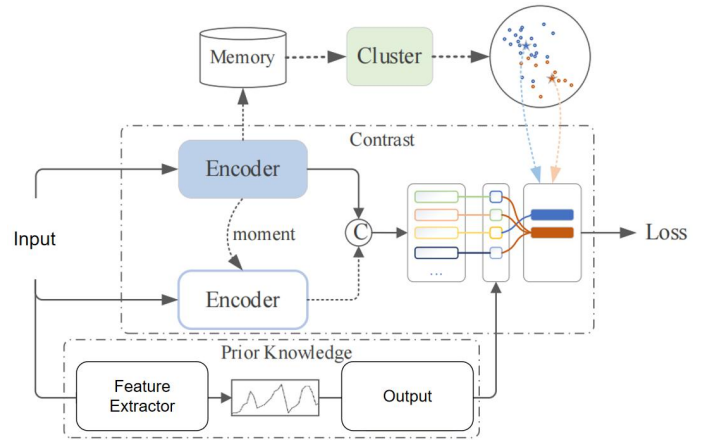 Memory
Cluster
Contrast
Encoder
Input
moment
C
Loss
Encoder
...
Prior Knowledge
Feature
Extractor
Output